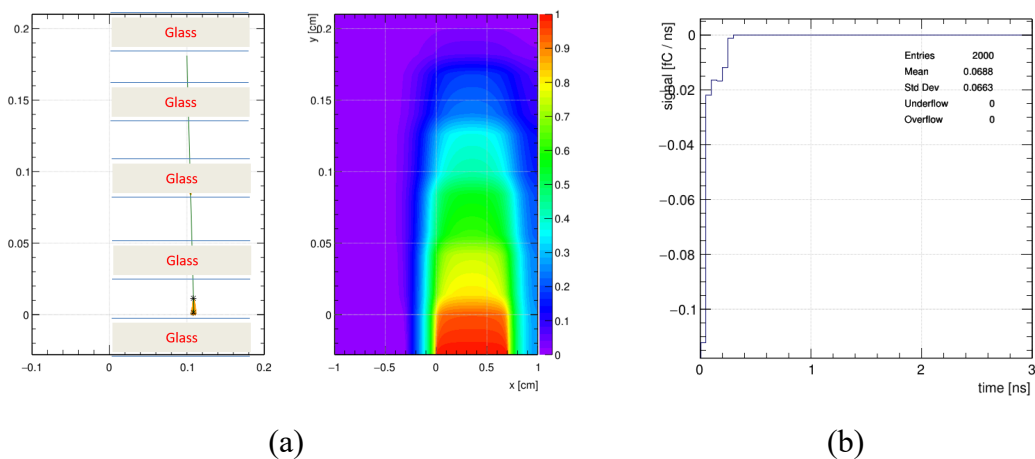 0.2
0.15
0.1
0.05
0
−0.1
0
0.1
0.2
Glass
Glass
Glass
Glass
Glass
y [cm]
0.2
0.15
0.1
0.05
0
−1
−0.5
0
0.5
1
x [cm]
1
0.9
0.8
0.7
0.6
0.5
0.4
0.3
0.2
0.1
0
signal [fC / ns]
0
−0.02
−0.04
−0.06
−0.08
−0.1
Entries 2000
Mean 0.0688
Std Dev 0.0663
Underflow 0
Overflow 0
0
1
2
3
time [ns]
(a)
(b)